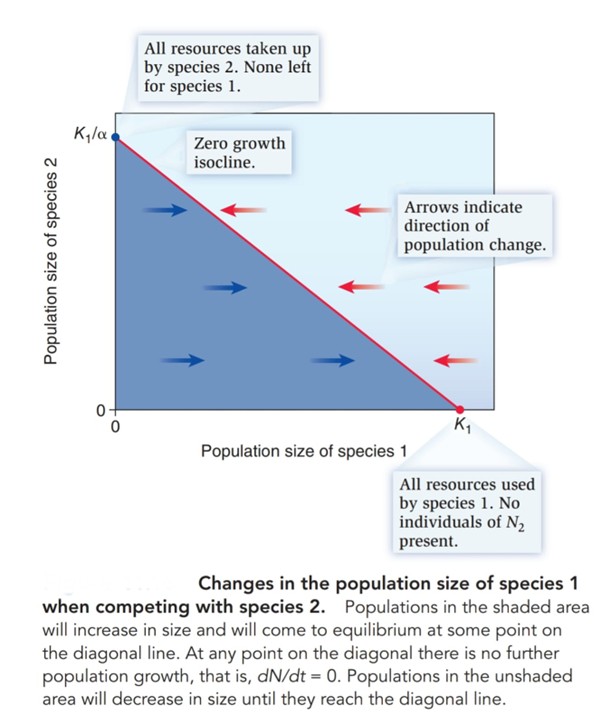 All resources taken up
by species 2. None left
for species 1.
K₁/α
Zero growth
isocline.
Arrows indicate
direction of
population change.
Population size of species 2
0
0
K₁
Population size of species 1
All resources used
by species 1. No
individuals of N₂
present.
Changes in the population size of species 1
when competing with species 2. Populations in the shaded area
will increase in size and will come to equilibrium at some point on
the diagonal line. At any point on the diagonal there is no further
population growth, that is, dN/dt = 0. Populations in the unshaded
area will decrease in size until they reach the diagonal line.